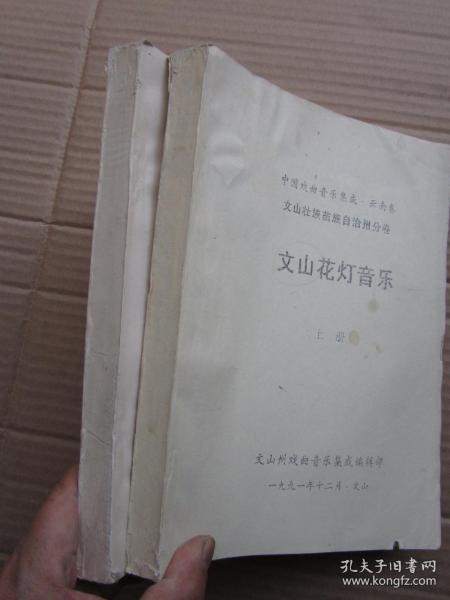 中国戏曲音乐集成·云南卷
文山壮族苗族自治州分卷
文山花灯音乐
上册
文山州戏曲音乐集成编辑部
一九九一年十二月·文山
孔夫子旧书网
www.kongfz.com